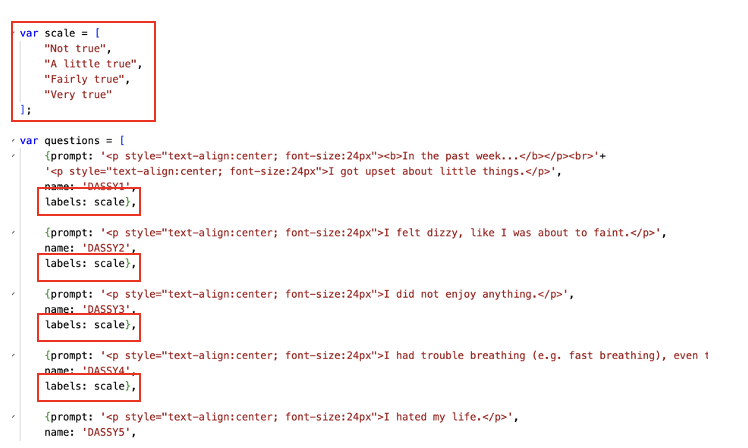 var scale = [
"Not true",
"A little true",
"Fairly true",
"Very true"
];
var questions = [
{prompt: '<p style="text-align:center; font-size:24px"><b>In the past week...</b></p><br>'+
'<p style="text-align:center; font-size:24px">I got upset about little things.</p>',
name: 'DASSY1',
labels: scale},
{prompt: '<p style="text-align:center; font-size:24px">I felt dizzy, like I was about to faint.</p>',
name: 'DASSY2',
labels: scale},
{prompt: '<p style="text-align:center; font-size:24px">I did not enjoy anything.</p>',
name: 'DASSY3',
labels: scale},
{prompt: '<p style="text-align:center; font-size:24px">I had trouble breathing (e.g. fast breathing), even t
name: 'DASSY4',
labels: scale},
{prompt: '<p style="text-align:center; font-size:24px">I hated my life.</p>',
name: 'DASSY5',